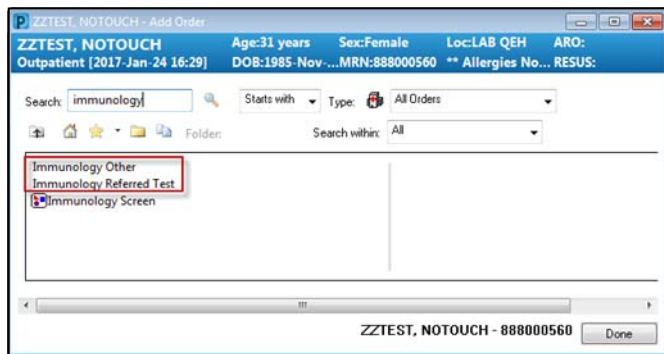 ZZTEST, NOTOUCH - Add Order
ZZTEST, NOTOUCH Age:31 years Sex:Female Loc:LAB QEH ARO:
Outpatient [2017-Jan-24 16:29] DOB:1985-Nov-... MRN:888000560 ** Allergies No... RESUS:
Search: immunology Starts with Type: All Orders
Folder: Search within: All
Immunology Other
Immunology Referred Test
Immunology Screen
ZZTEST, NOTOUCH - 888000560 Done